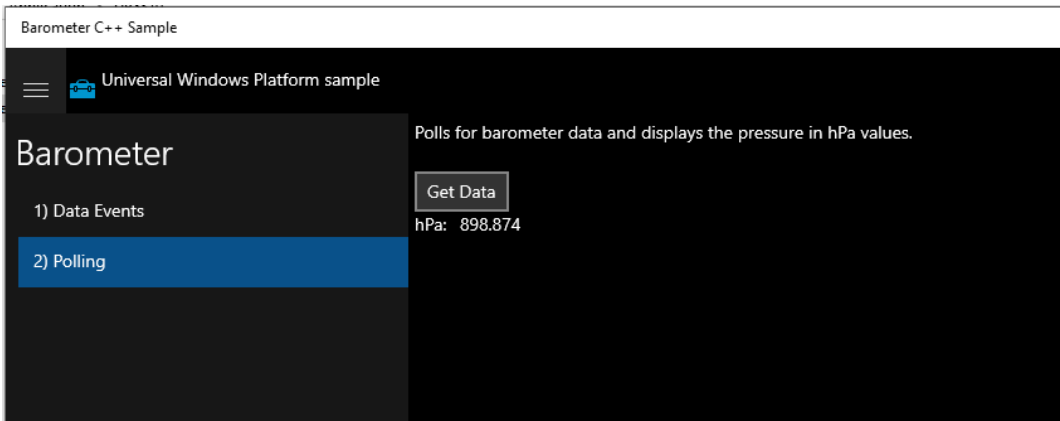 Barometer C++ Sample
Universal Windows Platform sample
Barometer
1) Data Events
2) Polling
Polls for barometer data and displays the pressure in hPa values.
Get Data
hPa: 898.874